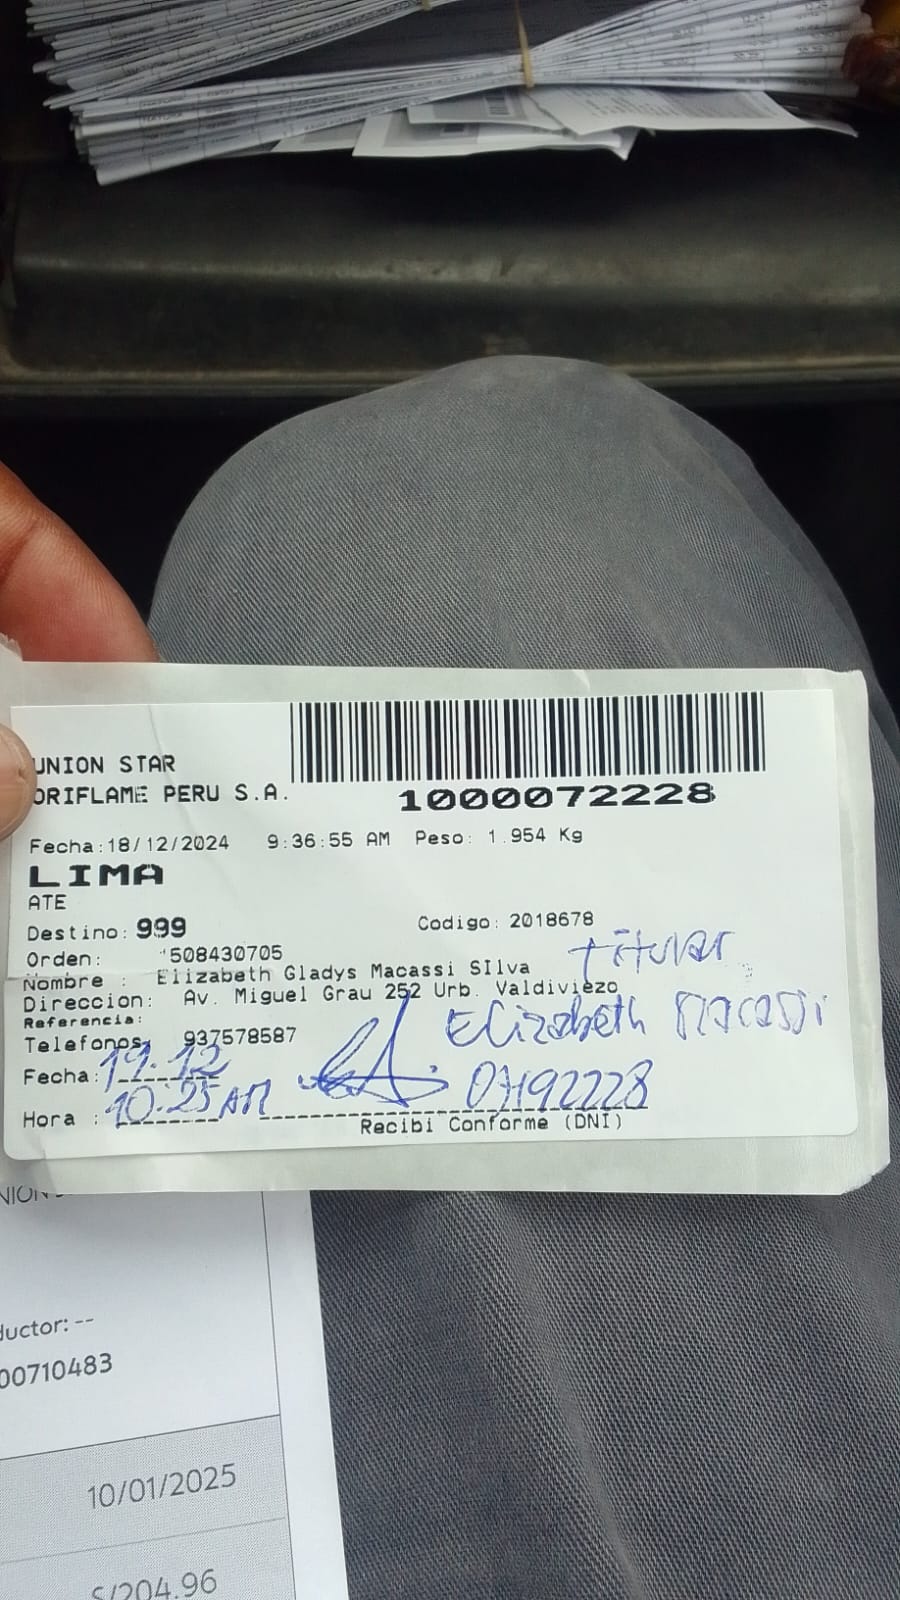 UNION STAR
ORIFLAME PERU S.A.
1000072228
Fecha:18/12/2024 9:36:55 AM Peso: 1.954 Kg
LIMA
ATE
Destino: 999 Codigo: 2018678
Orden: 508430705
titular
Nombre : Elizabeth Gladys Macassi SIlva
Direccion: Av. Miguel Grau 252 Urb. Valdiviezo
Referencia:
Elizabeth Macassi
Telefonos: 937578587
Fecha: 19.12
07192228
Hora : 10:25 AM
Recibi Conforme (DNI)
ductor: --
00710483
10/01/2025
S/204.96